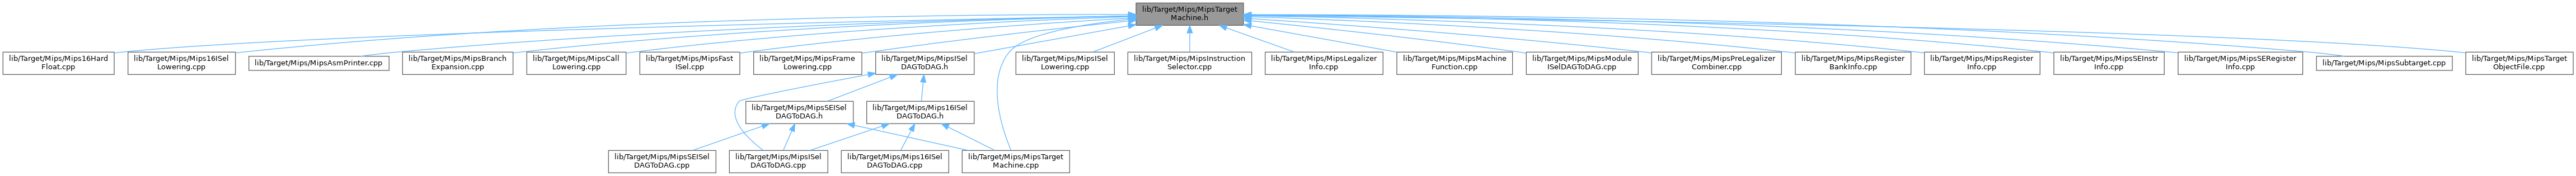 lib/Target/Mips/MipsTarget
Machine.h
lib/Target/Mips/Mips16Hard
Float.cpp
lib/Target/Mips/Mips16ISel
Lowering.cpp
lib/Target/Mips/MipsAsmPrinter.cpp
lib/Target/Mips/MipsBranch
Expansion.cpp
lib/Target/Mips/MipsCall
Lowering.cpp
lib/Target/Mips/MipsFast
ISel.cpp
lib/Target/Mips/MipsFrame
Lowering.cpp
lib/Target/Mips/MipsISel
DAGToDAG.h
lib/Target/Mips/MipsISel
Lowering.cpp
lib/Target/Mips/MipsInstruction
Selector.cpp
lib/Target/Mips/MipsLegalizer
Info.cpp
lib/Target/Mips/MipsMachine
Function.cpp
lib/Target/Mips/MipsModule
ISelDAGToDAG.cpp
lib/Target/Mips/MipsPreLegalizer
Combiner.cpp
lib/Target/Mips/MipsRegister
BankInfo.cpp
lib/Target/Mips/MipsRegister
Info.cpp
lib/Target/Mips/MipsSEInstr
Info.cpp
lib/Target/Mips/MipsSERegister
Info.cpp
lib/Target/Mips/MipsSubtarget.cpp
lib/Target/Mips/MipsTarget
ObjectFile.cpp
lib/Target/Mips/MipsSEISel
DAGToDAG.h
lib/Target/Mips/Mips16ISel
DAGToDAG.h
lib/Target/Mips/MipsSEISel
DAGToDAG.cpp
lib/Target/Mips/MipsISel
DAGToDAG.cpp
lib/Target/Mips/Mips16ISel
DAGToDAG.cpp
lib/Target/Mips/MipsTarget
Machine.cpp